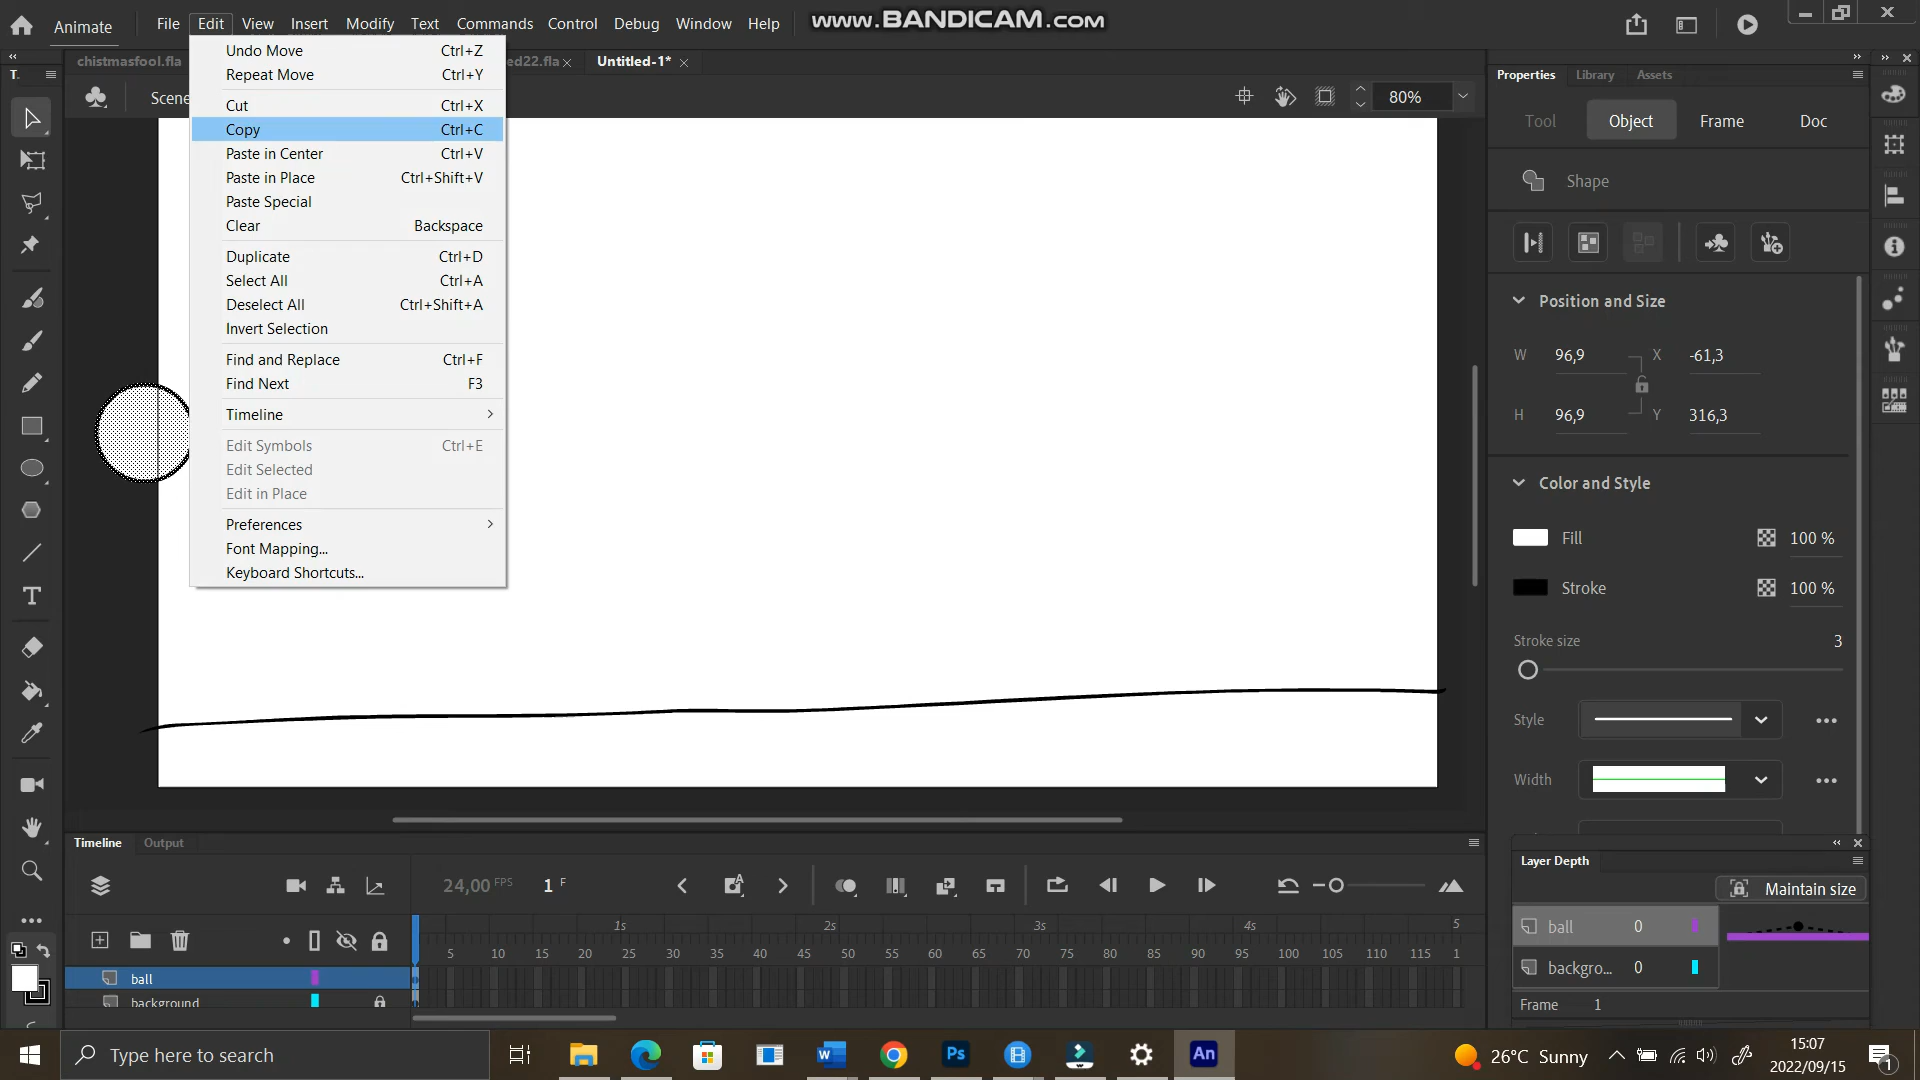 Animate
File Edit View Insert Modify Text Commands Control Debug Window Help
www.BANDICAM.com
chistmasfool.fla
ed22.fla
Untitled-1*
Scene
80%
Undo Move Ctrl+Z
Repeat Move Ctrl+Y
Cut Ctrl+X
Copy Ctrl+C
Paste in Center Ctrl+V
Paste in Place Ctrl+Shift+V
Paste Special
Clear Backspace
Duplicate Ctrl+D
Select All Ctrl+A
Deselect All Ctrl+Shift+A
Invert Selection
Find and Replace Ctrl+F
Find Next F3
Timeline
Edit Symbols Ctrl+E
Edit Selected
Edit in Place
Preferences
Font Mapping...
Keyboard Shortcuts...
Properties Library Assets
Tool Object Frame Doc
Shape
Position and Size
W 96,9 X -61,3
H 96,9 Y 316,3
Color and Style
Fill 100 %
Stroke 100 %
Stroke size 3
Style
Width
Layer Depth
Maintain size
ball 0
backgro... 0
Frame 1
Timeline Output
24,00 FPS 1 F
1s 2s 3s 4s 5
5 10 15 20 25 30 35 40 45 50 55 60 65 70 75 80 85 90 95 100 105 110 115 1
ball
background
Type here to search
26°C Sunny
15:07
2022/09/15
1